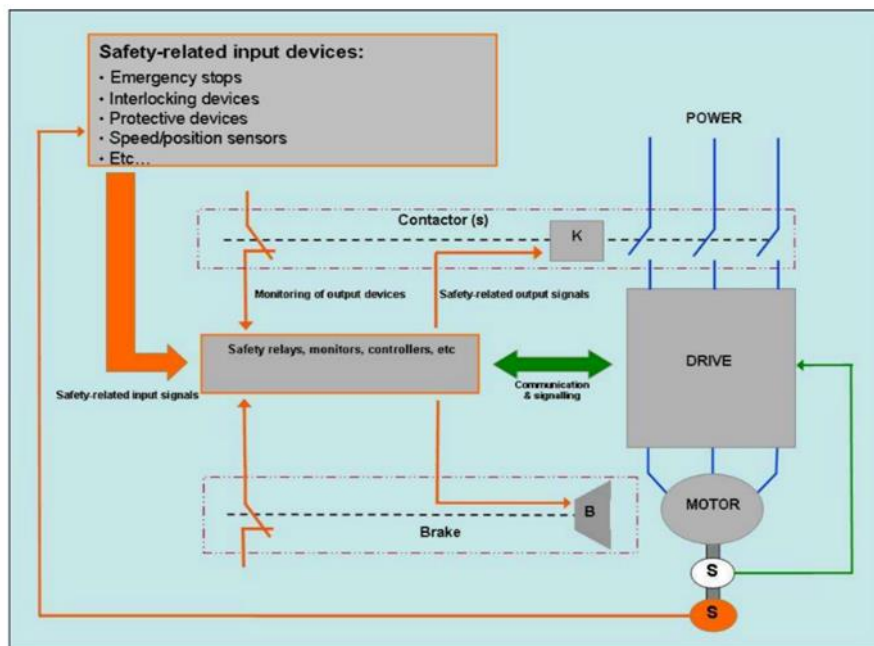 Safety-related input devices:
• Emergency stops
• Interlocking devices
• Protective devices
• Speed/position sensors
• Etc...
POWER
Contactor (s)
K
Monitoring of output devices
Safety-related output signals
Safety relays, monitors, controllers, etc
DRIVE
Communication
& signalling
Safety-related input signals
B
Brake
MOTOR
S
S